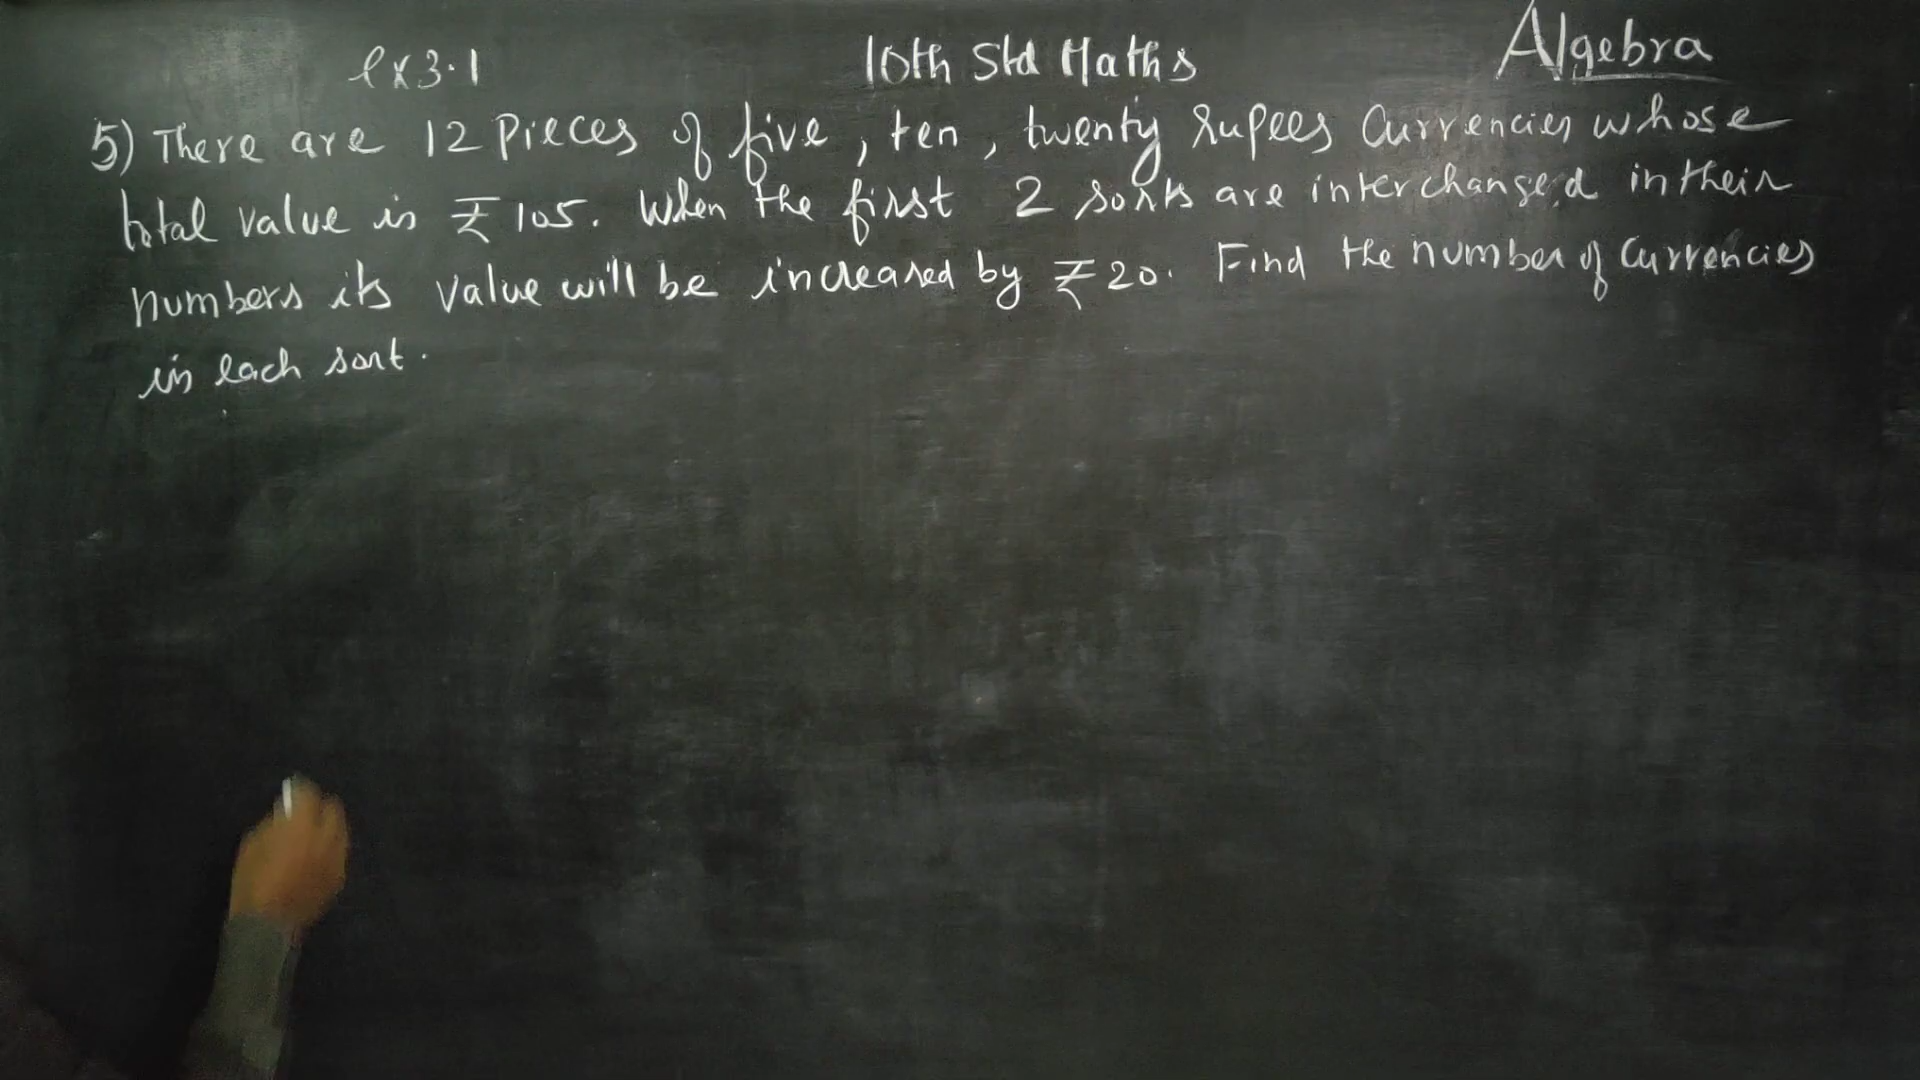 ex 3.1 10th Std Maths Algebra
5) There are 12 Pieces of five, ten, twenty rupees Currencies whose
total value is ₹ 105. When the first 2 sorts are interchanged in their
numbers its value will be increased by ₹ 20. Find the number of Currencies
in each sort.